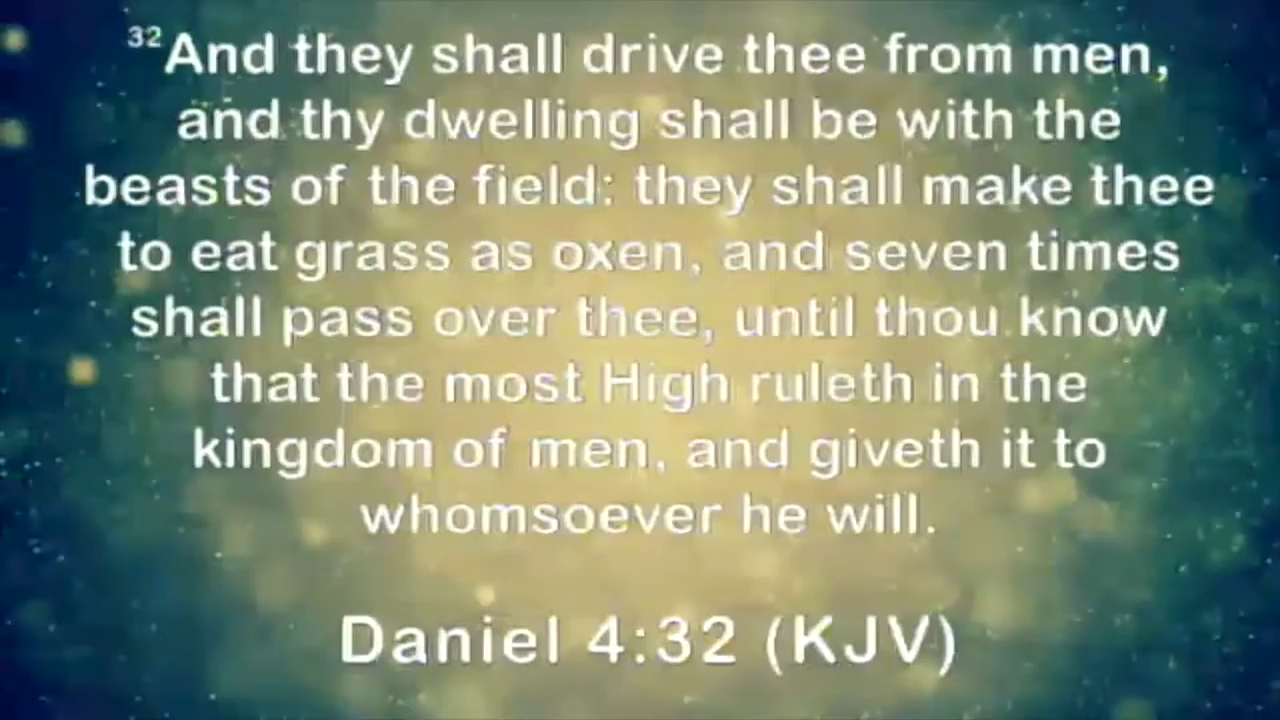 32And they shall drive thee from men,
and thy dwelling shall be with the
beasts of the field: they shall make thee
to eat grass as oxen, and seven times
shall pass over thee, until thou know
that the most High ruleth in the
kingdom of men, and giveth it to
whomsoever he will.
Daniel 4:32 (KJV)